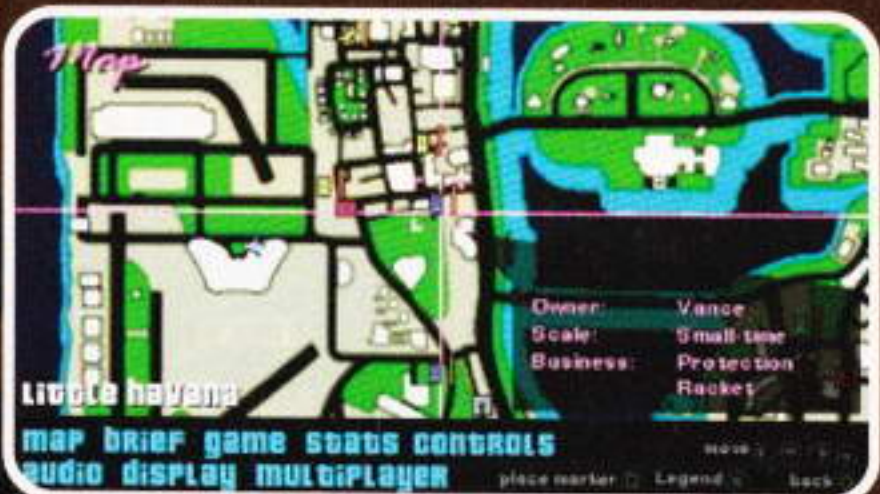 Map
Owner: Vance
Scale: Small-time
Business: Protection
Racket
Little Havana
map brief game stats controls
audio display multiplayer
move
place marker Legend back